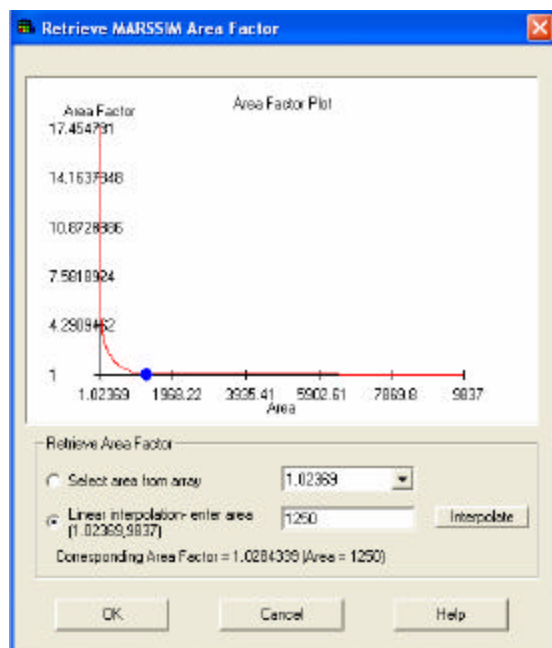 Retrieve MARSSIM Area Factor
Area Factor Plot
Area Factor
17.454731
14.1637848
10.8728386
7.5818924
4.2909462
1
1.02369 1968.22 3935.41 5902.61 7869.8 9837
Area
Retrieve Area Factor
Select area from array
1.02369
Linear interpolation- enter area
(1.02369,9837)
1250
Interpolate
Corresponding Area Factor = 1.0284339 (Area = 1250)
OK Cancel Help